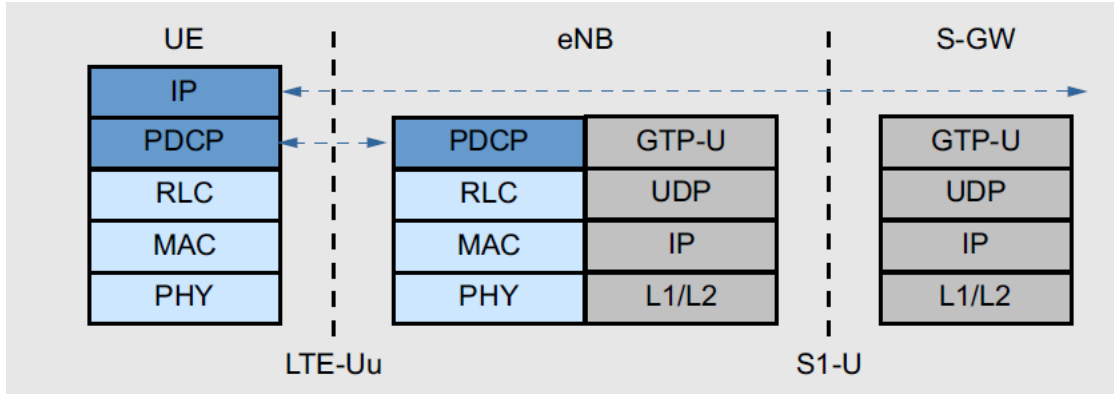 UE eNB S-GW
IP
PDCP PDCP GTP-U GTP-U
RLC RLC UDP UDP
MAC MAC IP IP
PHY PHY L1/L2 L1/L2
LTE-Uu S1-U